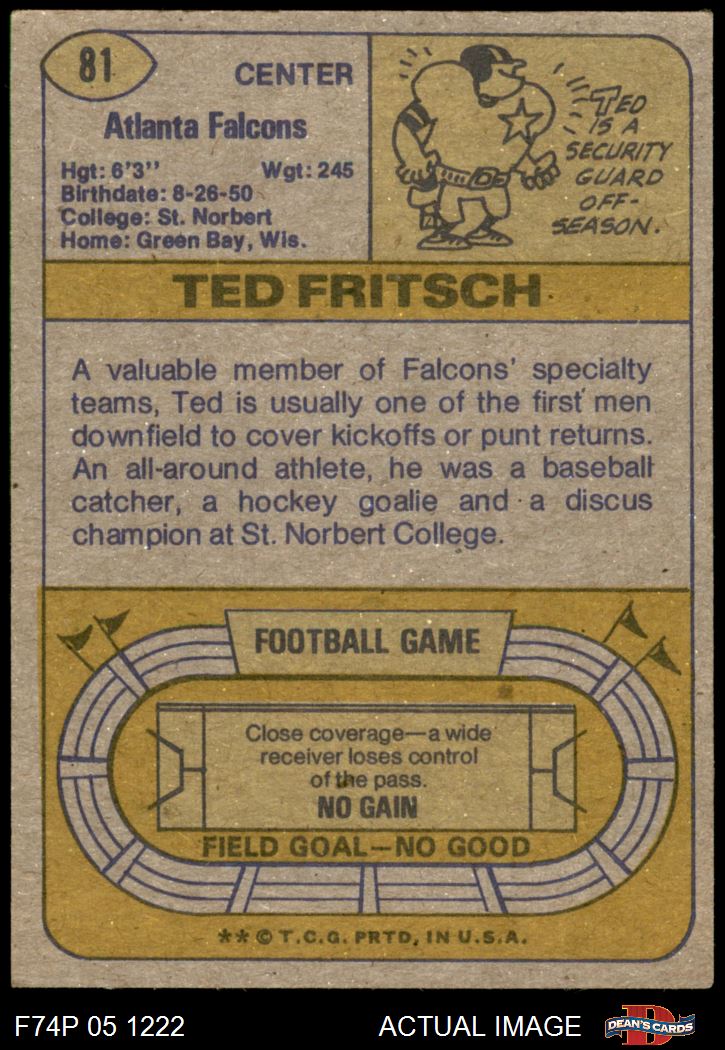 81
CENTER
Atlanta Falcons
Hgt: 6'3'' Wgt: 245
Birthdate: 8-26-50
College: St. Norbert
Home: Green Bay, Wis.
TED
IS A
SECURITY
GUARD
OFF-
SEASON.
TED FRITSCH
A valuable member of Falcons' specialty
teams, Ted is usually one of the first men
downfield to cover kickoffs or punt returns.
An all-around athlete, he was a baseball
catcher, a hockey goalie and a discus
champion at St. Norbert College.
FOOTBALL GAME
Close coverage—a wide
receiver loses control
of the pass.
NO GAIN
FIELD GOAL—NO GOOD
** © T.C.G. PRTD. IN U.S.A.
F74P 05 1222
ACTUAL IMAGE
D
DEAN'S CARDS